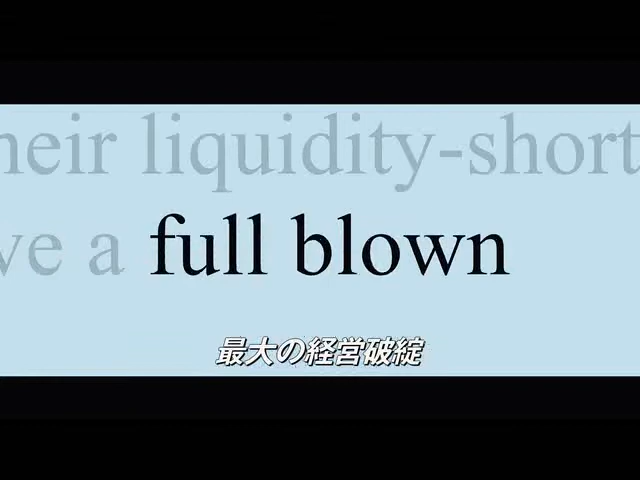 heir liquidity-short
ve a full blown
最大の経営破綻